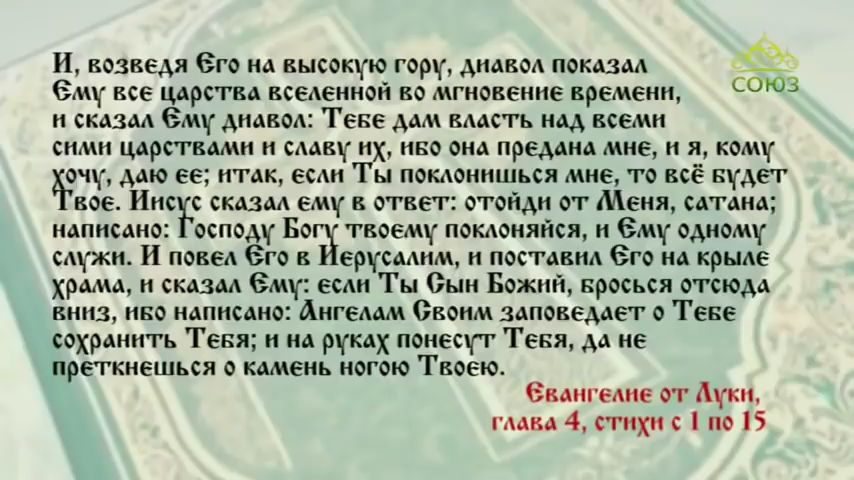 И, возведя Его на высокую гору, диавол показал
Ему все царства вселенной во мгновение времени,
и сказал Ему диавол: Тебе дам власть над всеми
сими царствами и славу их, ибо она предана мне, и я, кому
хочу, даю ее; итак, если Ты поклонишься мне, то всё будет
Твое. Иисус сказал ему в ответ: отойди от Меня, сатана;
написано: Господу Богу твоему поклоняйся, и Ему одному
служи. И повел Его в Иерусалим, и поставил Его на крыле
храма, и сказал Ему: если Ты Сын Божий, бросься отсюда
вниз, ибо написано: Ангелам Своим заповедает о Тебе
сохранить Тебя; и на руках понесут Тебя, да не
преткнешься о камень ногою Твоею.
Евангелие от Луки,
глава 4, стихи с 1 по 15
СОЮЗ